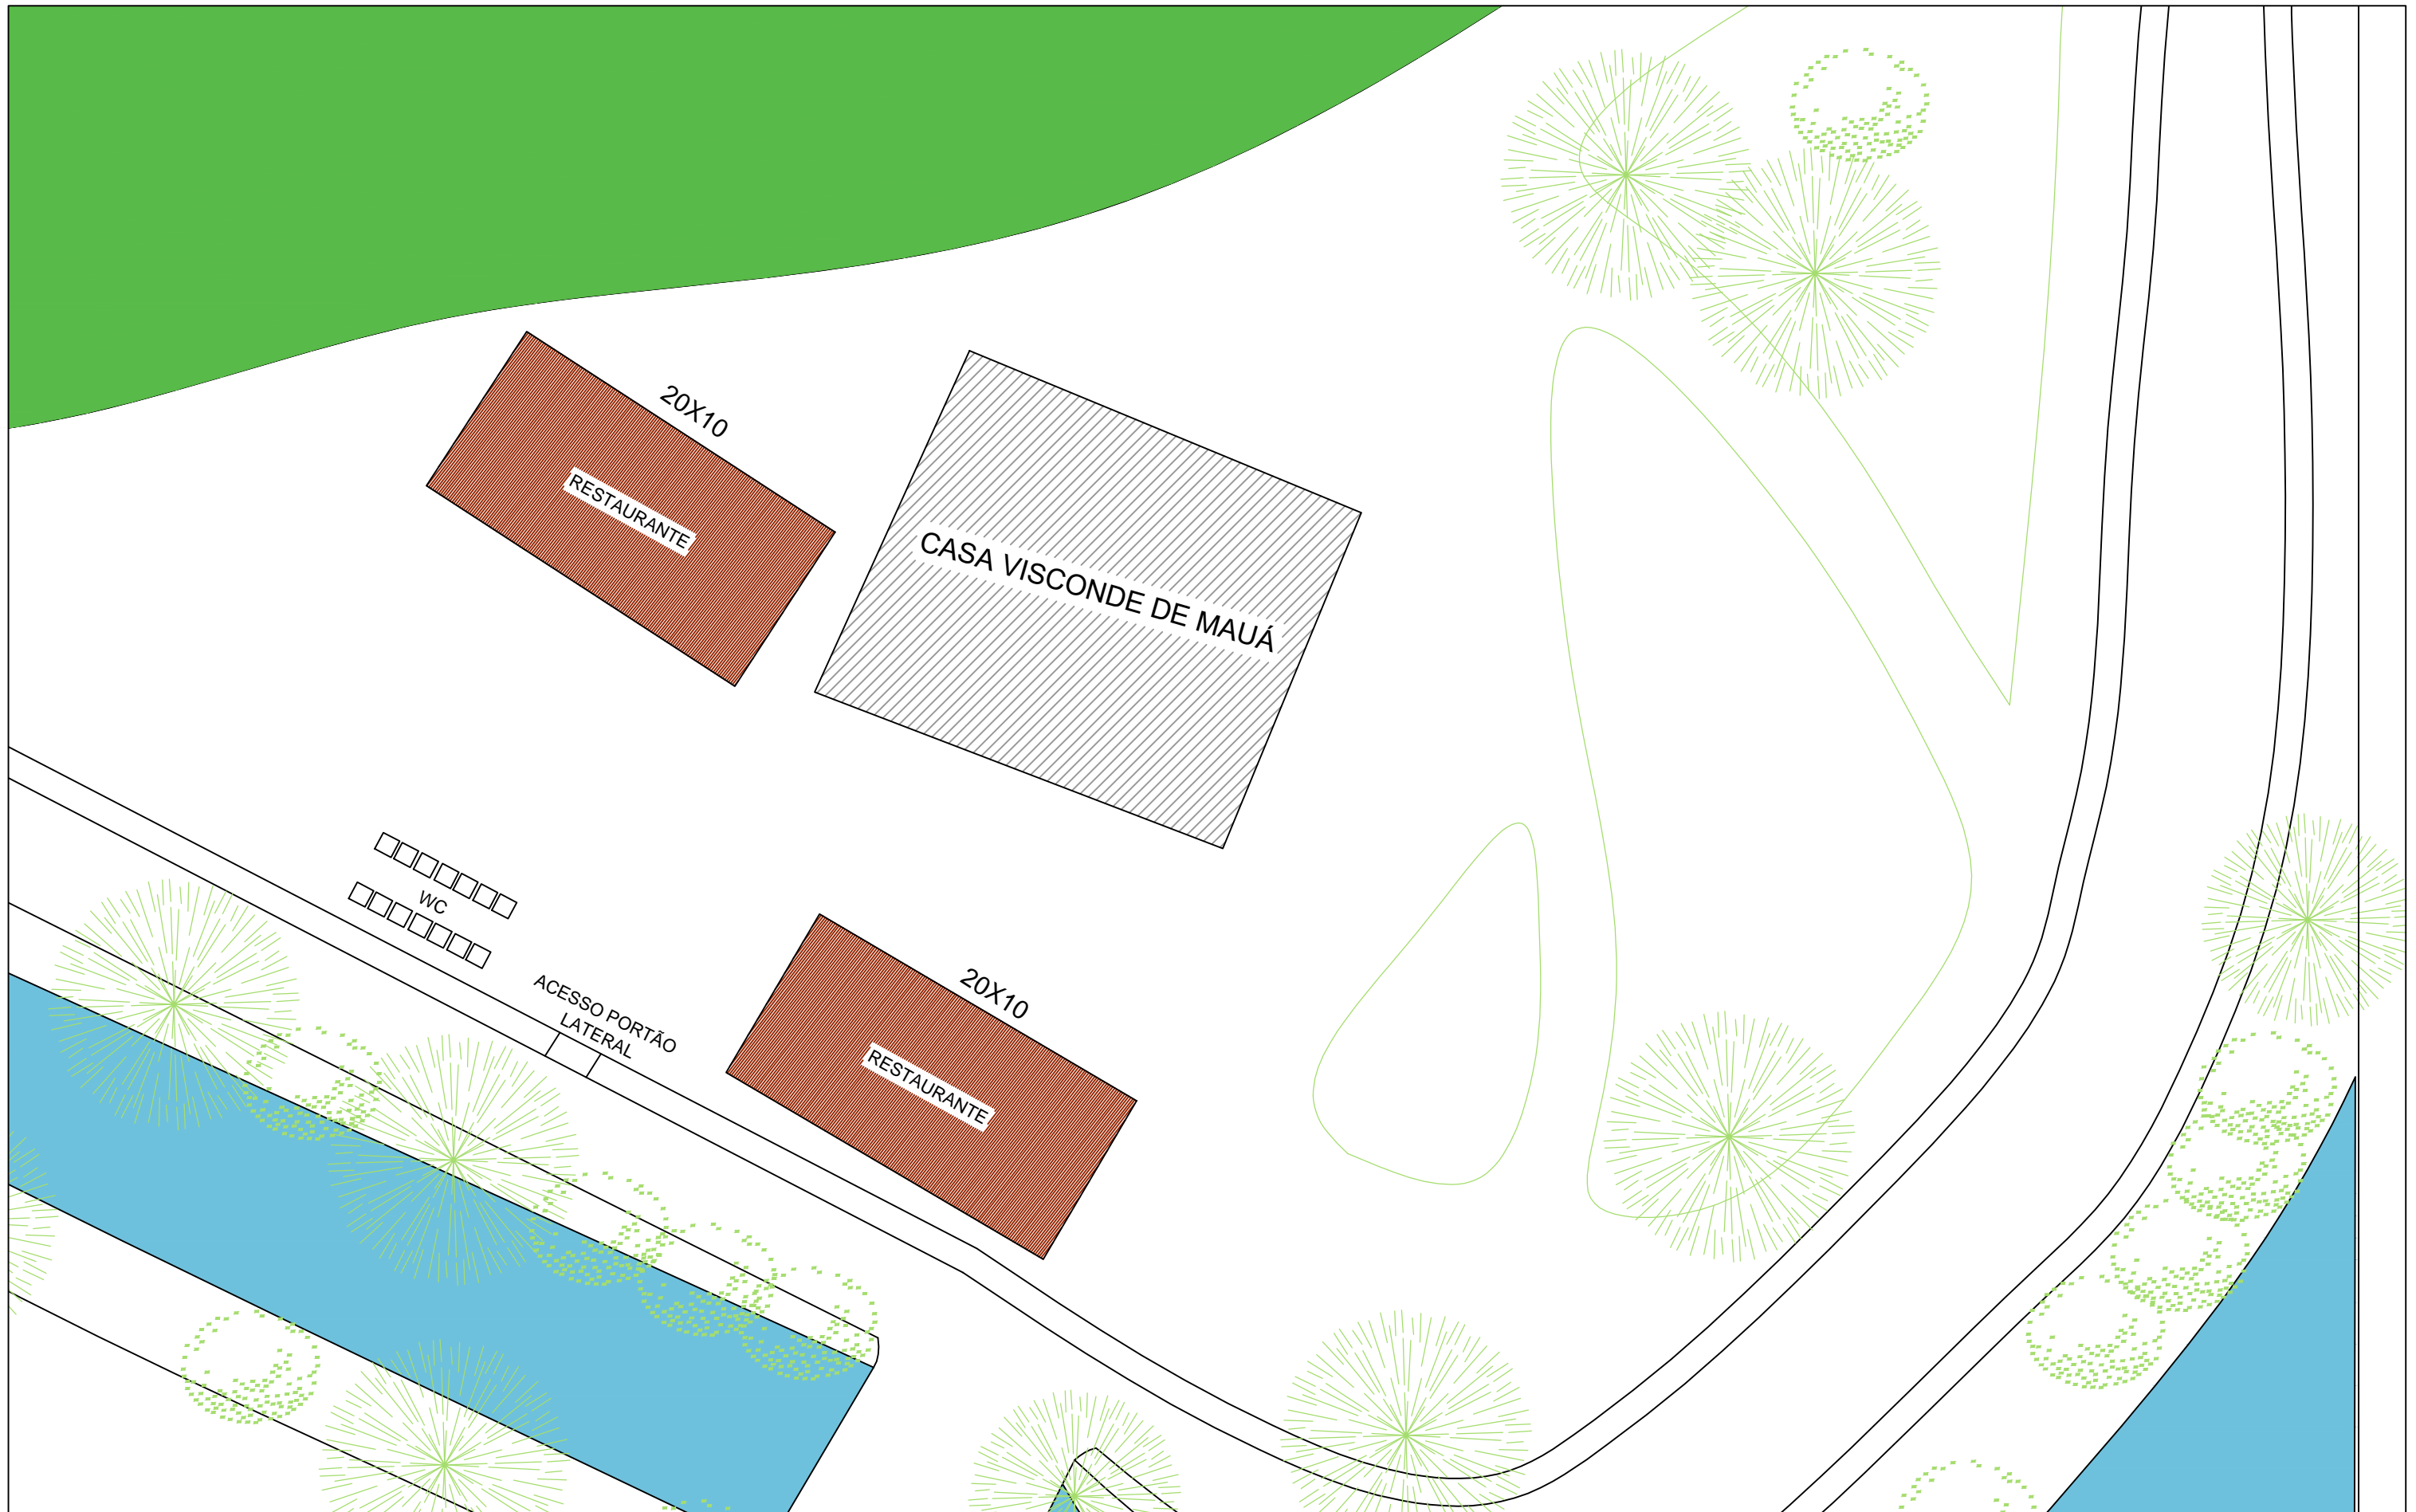 20X10
RESTAURANTE
CASA VISCONDE DE MAUÁ
WC
ACESSO PORTÃO
LATERAL
20X10
RESTAURANTE